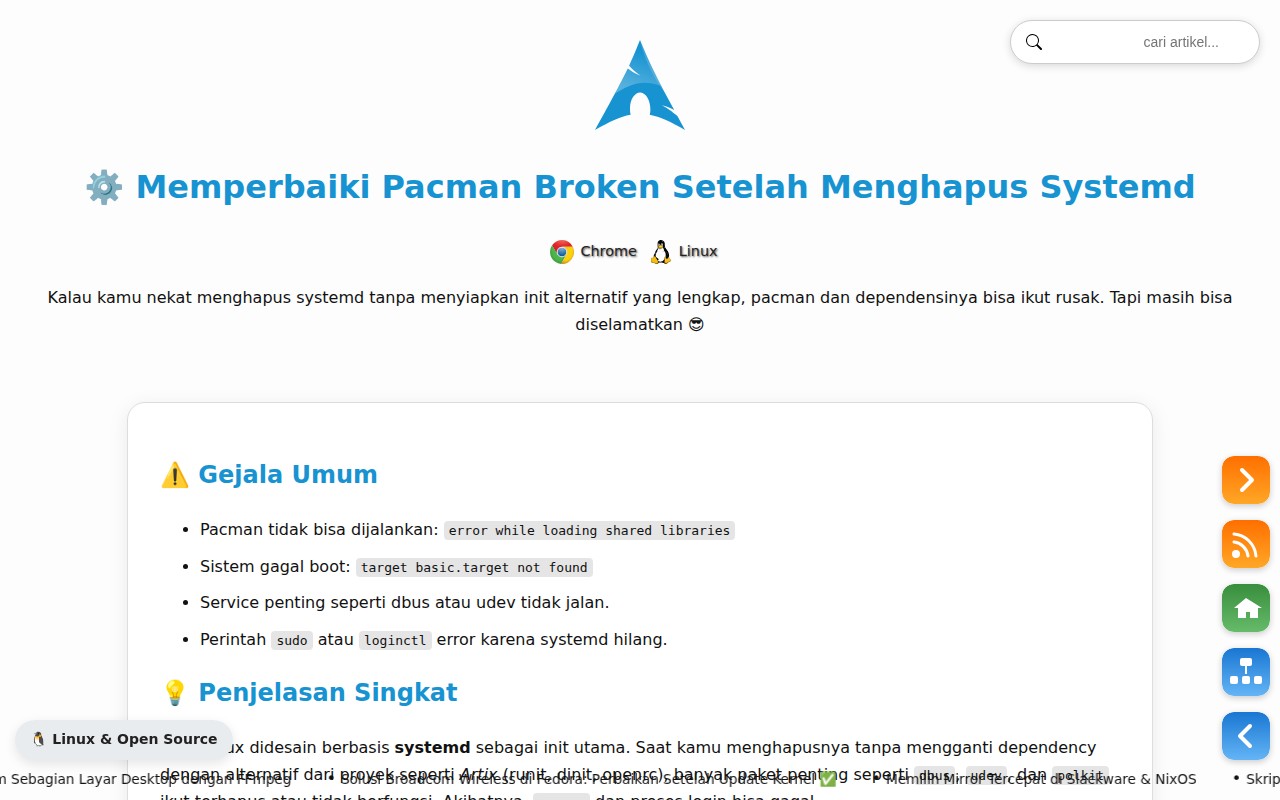 cari artikel...
⚙️ Memperbaiki Pacman Broken Setelah Menghapus Systemd
Chrome Linux
Kalau kamu nekat menghapus systemd tanpa menyiapkan init alternatif yang lengkap, pacman dan dependensinya bisa ikut rusak. Tapi masih bisa
diselamatkan 😎
⚠️ Gejala Umum
• Pacman tidak bisa dijalankan: error while loading shared libraries
• Sistem gagal boot: target basic.target not found
• Service penting seperti dbus atau udev tidak jalan.
• Perintah sudo atau loginctl error karena systemd hilang.
💡 Penjelasan Singkat
🐧 Linux & Open Source
didesain berbasis systemd sebagai init utama. Saat kamu menghapusnya tanpa mengganti dependency
dengan alternatif dari proyek seperti Artix (runit, dinit, openrc), banyak paket penting seperti dbus, udev, dan polkit
Sebagian Layar Desktop dengan FFmpeg • Solusi Broadcom Wireless di Fedora: Perbaikan Setelah Update Kernel ✅ • Memilih Mirror Tercepat di Slackware & NixOS • Skrip
ikut terhapus atau tidak berfungsi. Akibatnya, dan proses login bisa gagal.